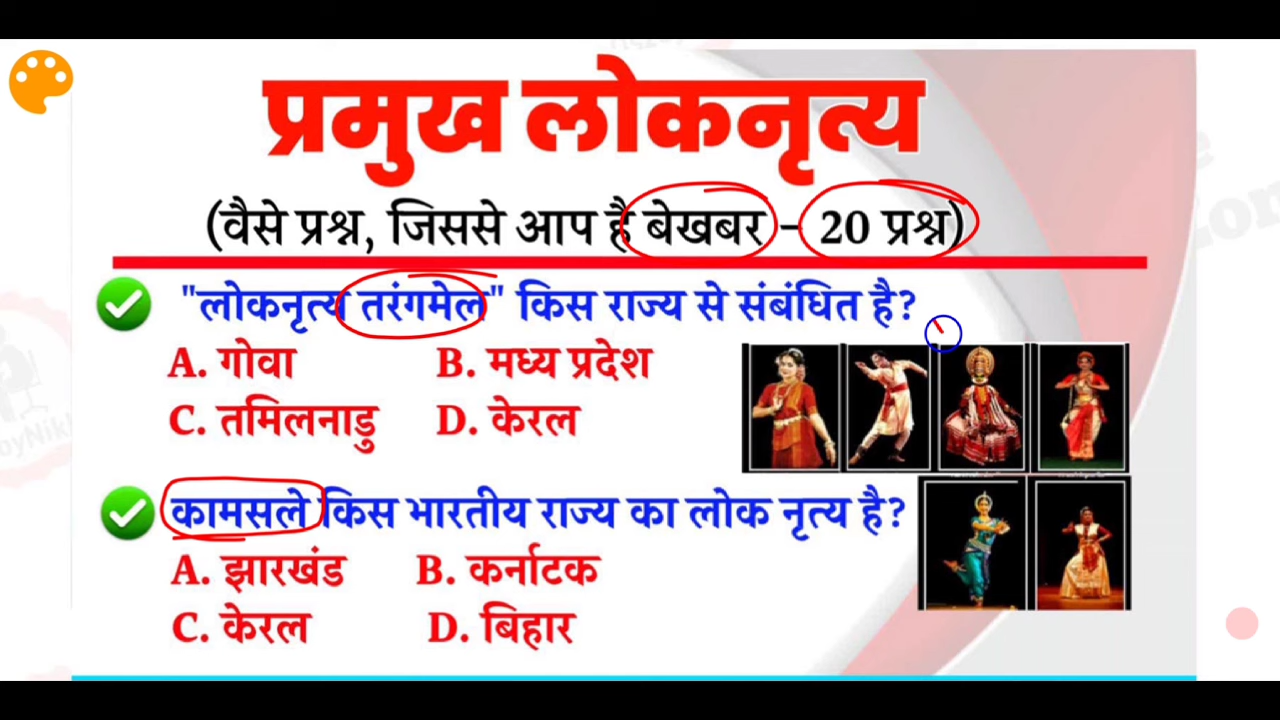 प्रमुख लोकनृत्य
(वैसे प्रश्न, जिससे आप है बेखबर – 20 प्रश्न)
"लोकनृत्य तरंगमेल" किस राज्य से संबंधित है?
A. गोवा B. मध्य प्रदेश
C. तमिलनाडु D. केरल
कामसले किस भारतीय राज्य का लोक नृत्य है?
A. झारखंड B. कर्नाटक
C. केरल D. बिहार